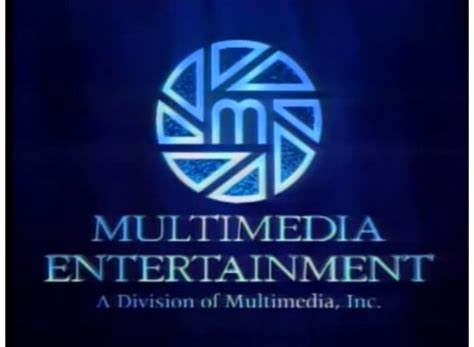 m
MULTIMEDIA
ENTERTAINMENT
A Division of Multimedia, Inc.